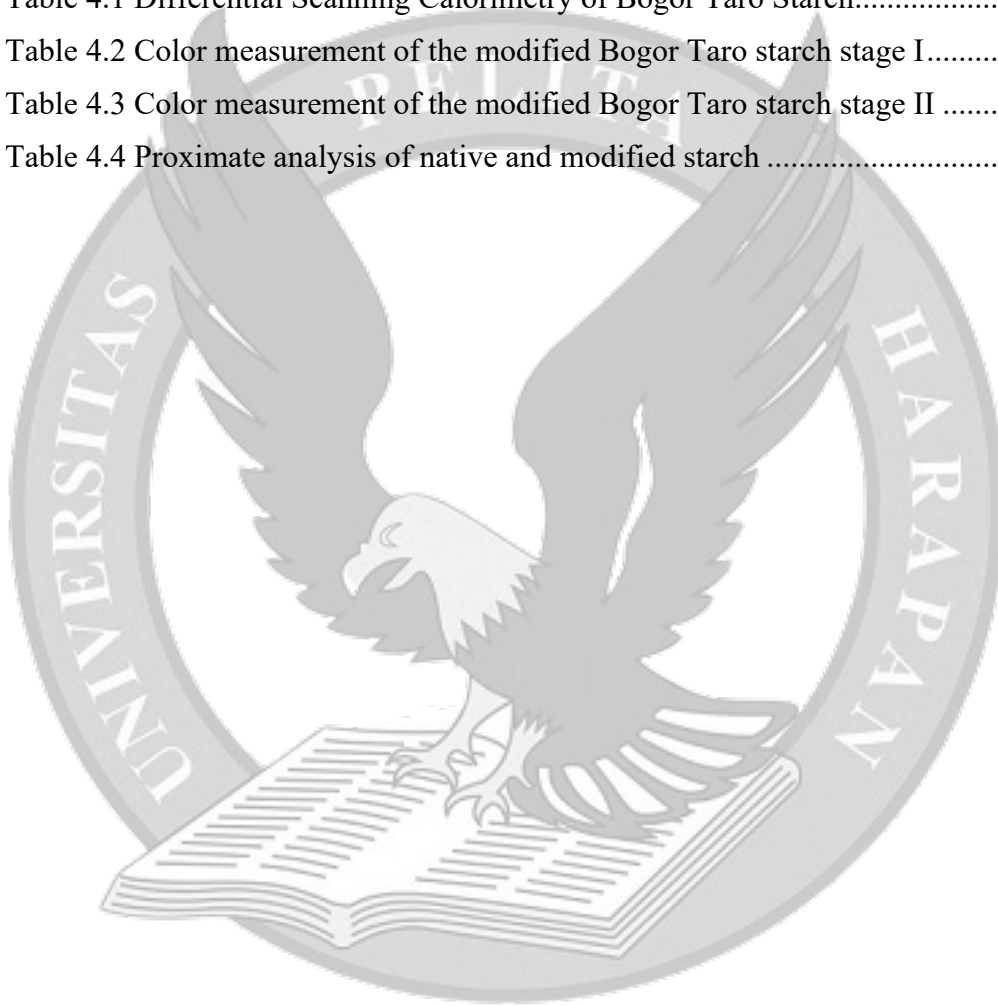 Table 4.1 Differential Scanning Calorimetry of Bogor Taro Starch..................
Table 4.2 Color measurement of the modified Bogor Taro starch stage I.........
Table 4.3 Color measurement of the modified Bogor Taro starch stage II .......
Table 4.4 Proximate analysis of native and modified starch ............................
UNIVERSITAS PELITA HARAPAN